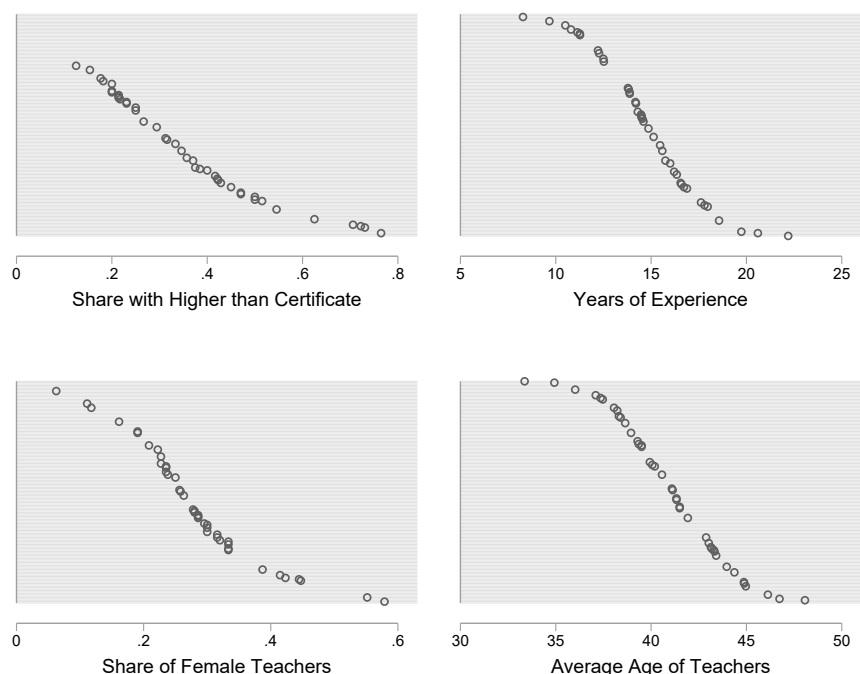 0 .2 .4 .6 .8
Share with Higher than Certificate
5 10 15 20 25
Years of Experience
0 .2 .4 .6
Share of Female Teachers
30 35 40 45 50
Average Age of Teachers